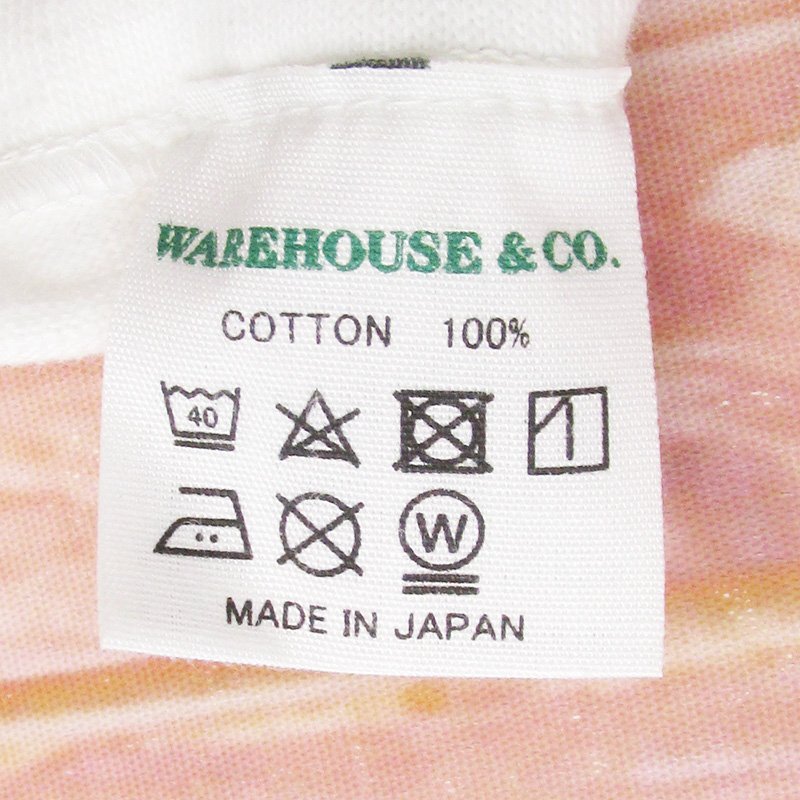 WAREHOUSE & CO.
COTTON 100%
40
W
MADE IN JAPAN